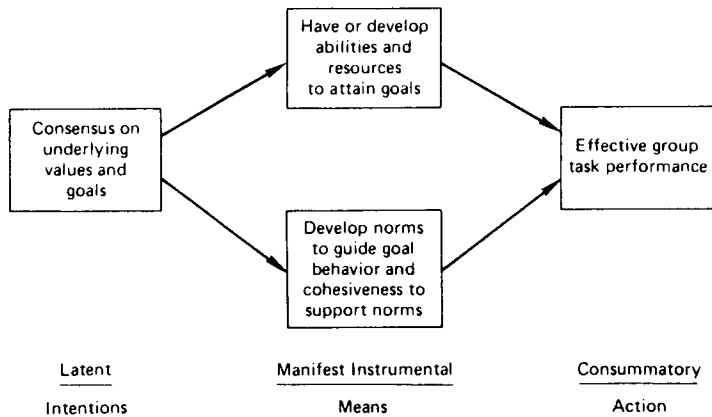 Have or develop
abilities and
resources
to attain goals
Consensus on
underlying
values and
goals
Effective group
task performance
Develop norms
to guide goal
behavior and
cohesiveness to
support norms
Latent
Intentions
Manifest Instrumental
Means
Consummatory
Action